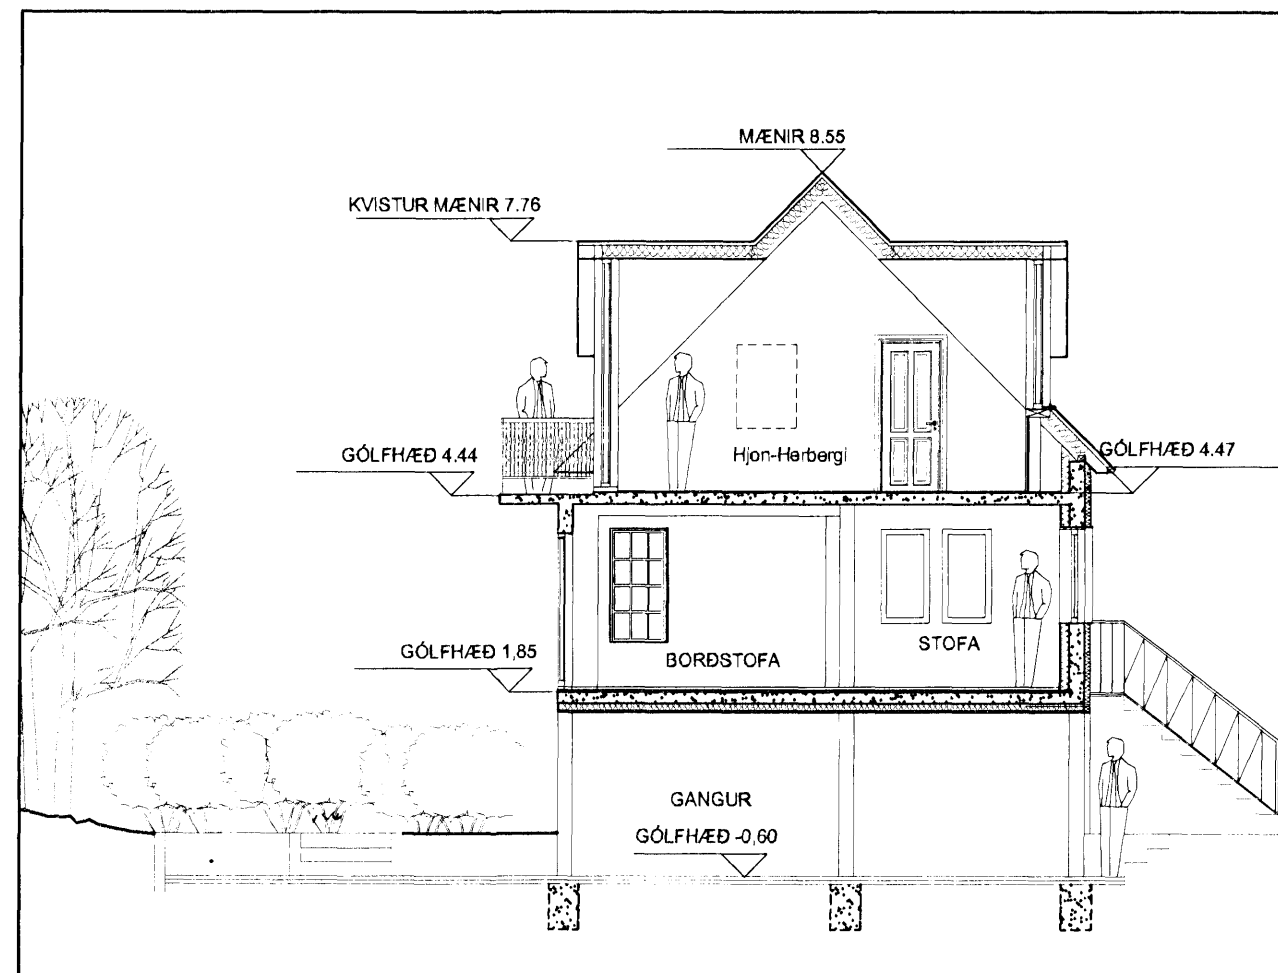 MÆNIR 8.55
KVISTUR MÆNIR 7.76
GÓLFHÆÐ 4.44
Hjon-Herbergi
GÓLFHÆÐ 4.47
GÓLFHÆÐ 1,85
BORÐSTOFA
STOFA
GANGUR
GÓLFHÆÐ -0,60